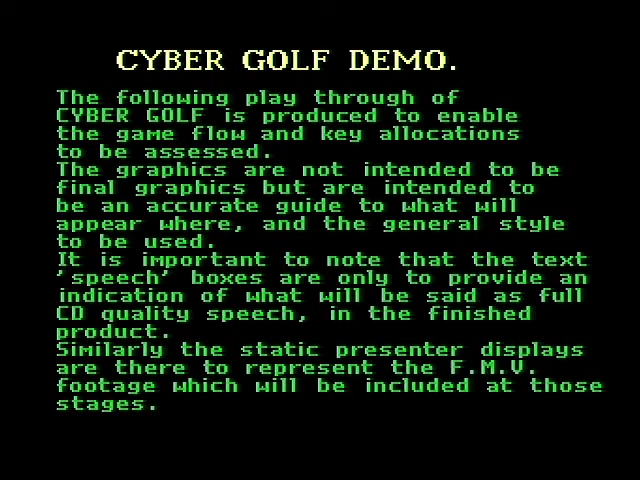 CYBER GOLF DEMO.
The following play through of
CYBER GOLF is produced to enable
the game flow and key allocations
to be assessed.
The graphics are not intended to be
final graphics but are intended to
be an accurate guide to what will
appear where, and the general style
to be used.
It is important to note that the text
'speech' boxes are only to provide an
indication of what will be said as full
CD quality speech, in the finished
product.
Similarly the static presenter displays
are there to represent the F.M.V.
footage which will be included at those
stages.